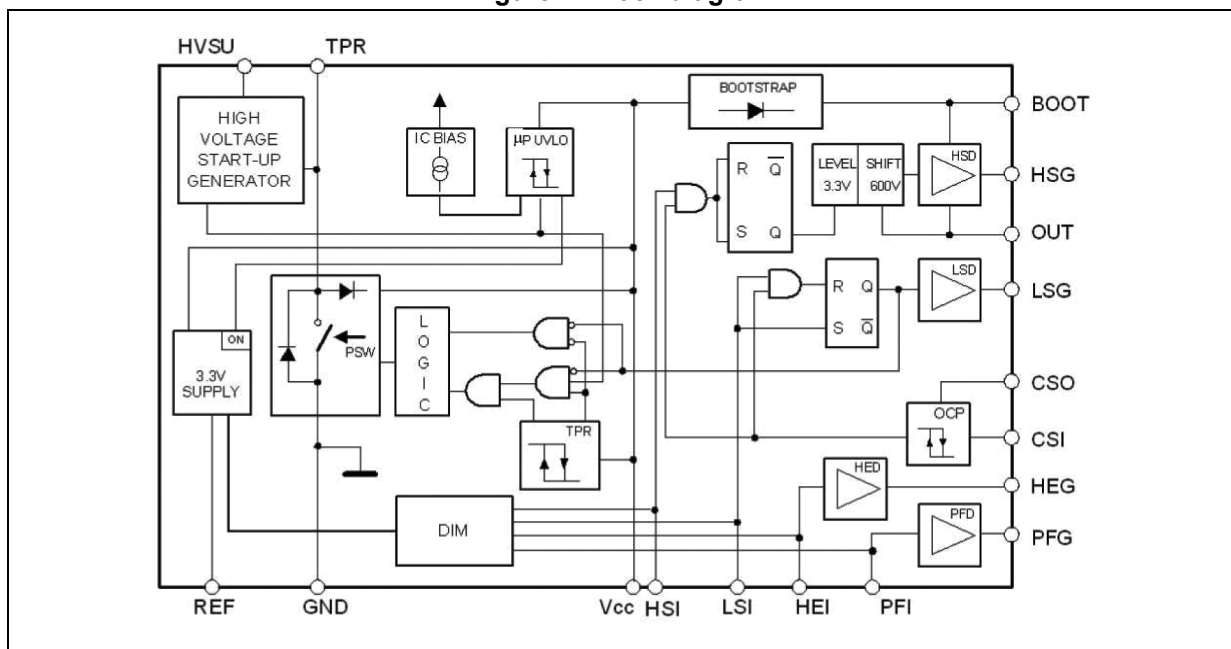 HVSU
TPR
HIGH
VOLTAGE
START-UP
GENERATOR
IC BIAS
µP UVLO
BOOTSTRAP
BOOT
R Q̅
S Q
LEVEL SHIFT
3.3V 600V
HSD
HSG
OUT
R Q
S Q̅
LSD
LSG
ON
3.3V
SUPPLY
PSW
L
O
G
I
C
TPR
CSO
OCP
CSI
HED
HEG
PFD
PFG
DIM
REF
GND
Vcc
HSI
LSI
HEI
PFI